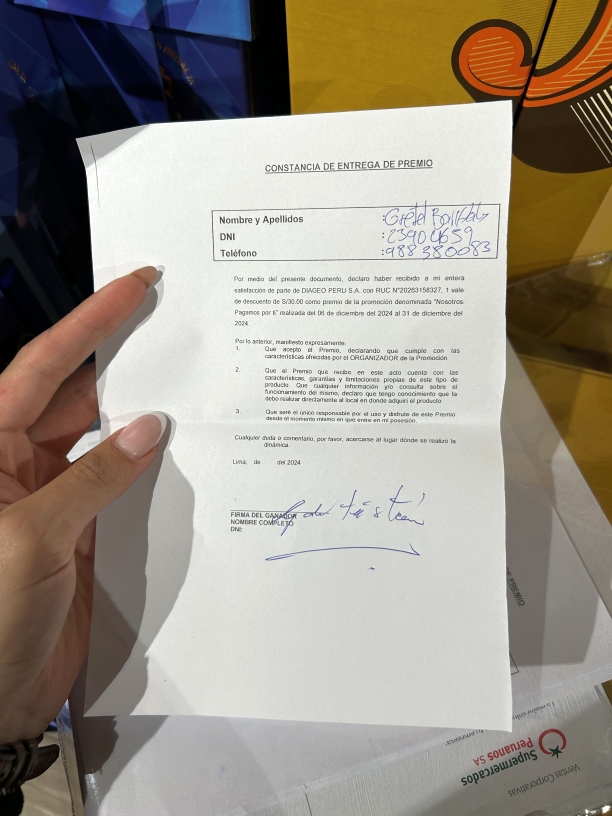 CONSTANCIA DE ENTREGA DE PREMIO
Nombre y Apellidos :Gretel
DNI :23904659
Teléfono :988380083
Por medio del presente documento, declaro haber recibido a mi entera
satisfacción de parte de DIAGEO PERU S.A. con RUC N°20263158327, 1 vale
de descuento de S/30.00 como premio de la promoción denominada "Nosotros
Pagamos por ti" realizada del 06 de diciembre del 2024 al 31 de diciembre del
2024.
Por lo anterior, manifiesto expresamente:
1. Que acepto el Premio, declarando que cumple con las
características ofrecidas por el ORGANIZADOR de la Promoción
2. Que el Premio que recibo en este acto cuenta con las
características, garantías y limitaciones propias de este tipo de
producto. Que cualquier información y/o consulta sobre el
funcionamiento del mismo, declaro que tengo conocimiento que la
debo realizar directamente al local en donde adquirí el producto
3. Que seré el único responsable por el uso y disfrute de este Premio
desde el momento mismo en que entre en mi posesión.
Cualquier duda o comentario, por favor, acercarse al lugar dónde se realizó la
dinámica.
Lima, de del 2024
FIRMA DEL GANADOR
NOMBRE COMPLETO
DNI:
DE PREMIO
Supermercados
Peruanos SA
Ventas Corporativas